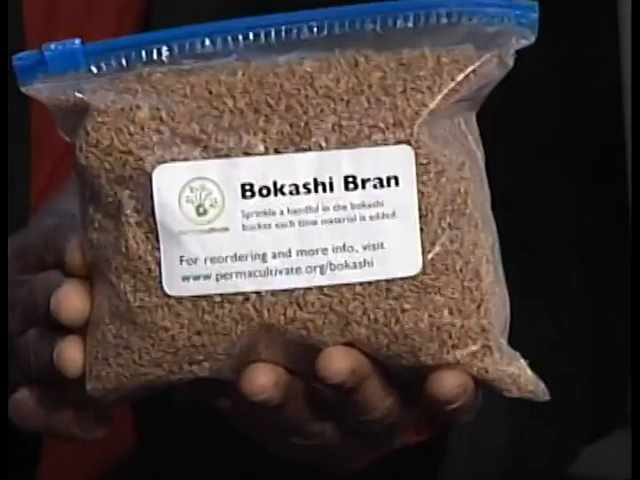 Bokashi Bran
Sprinkle a handful in the bokashi
bucket each time material is added
For reordering and more info, visit
www.permacultivate.org/bokashi